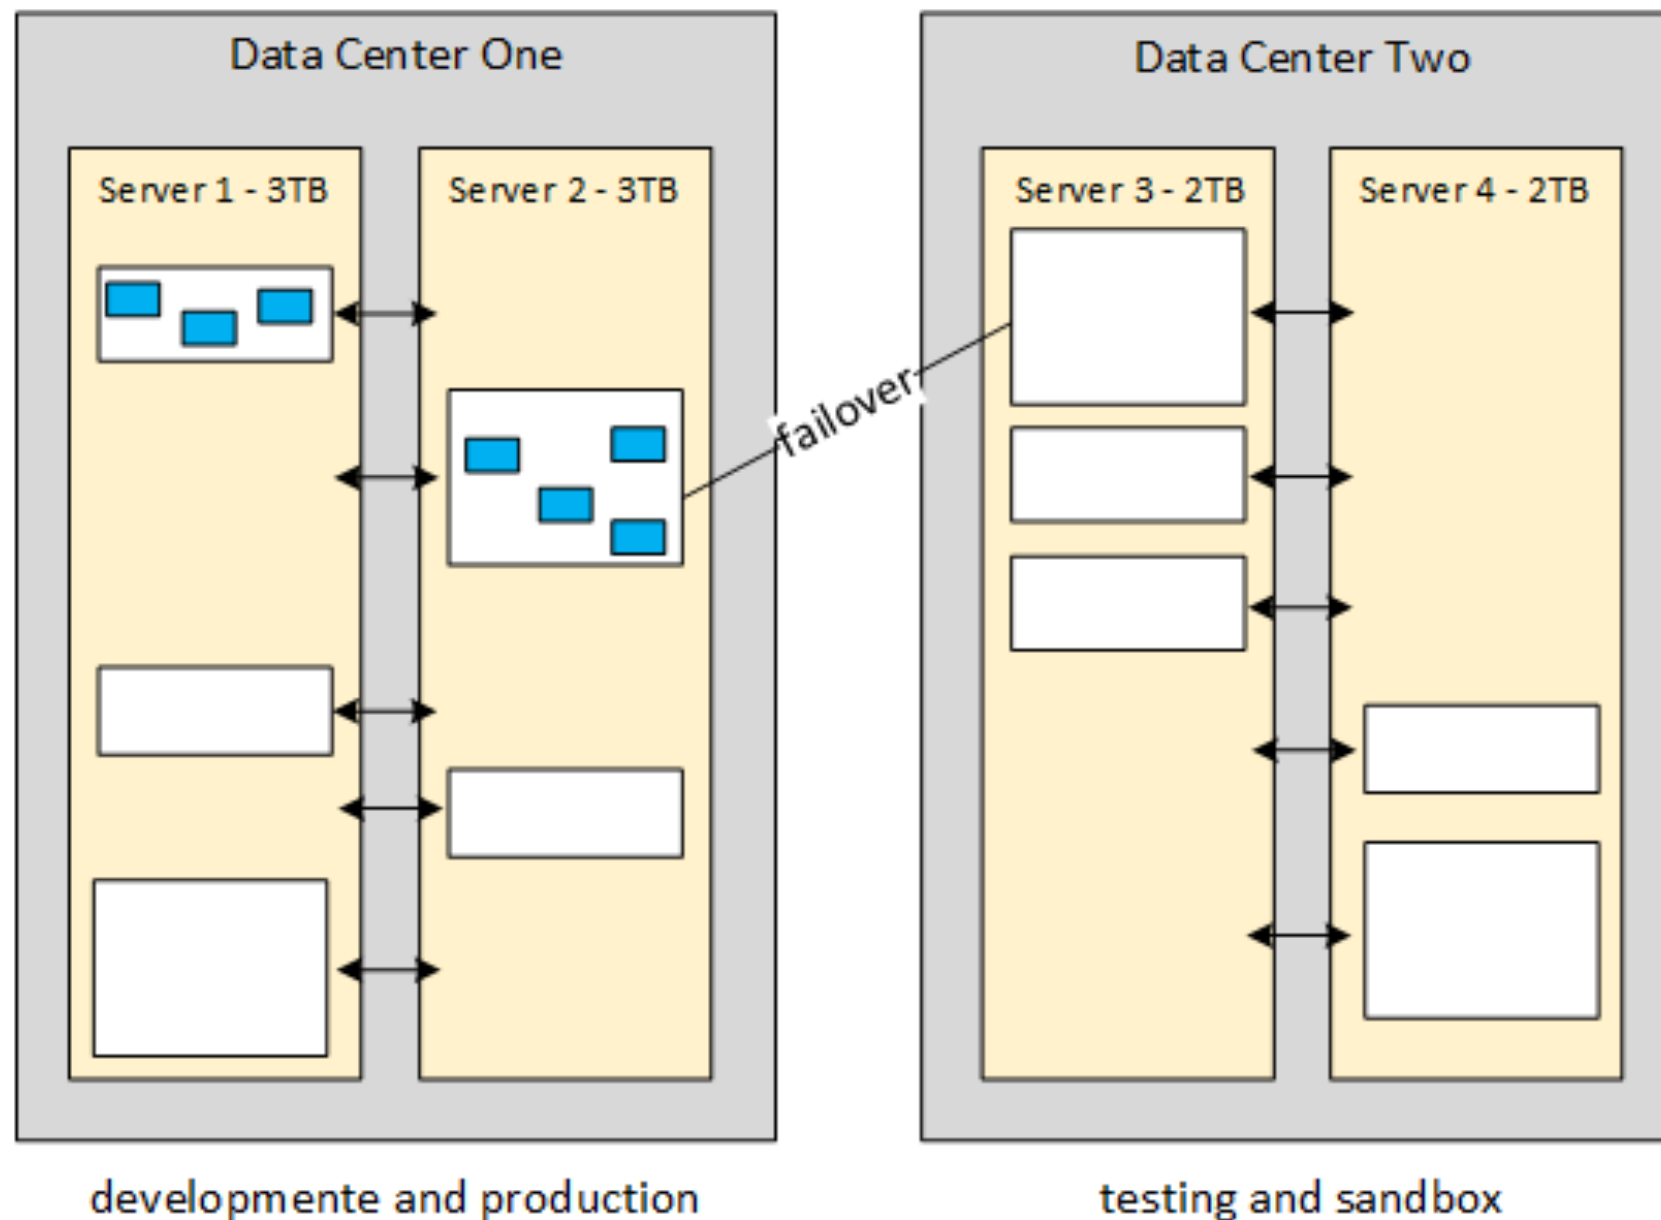 Data Center One
Server 1 - 3TB
Server 2 - 3TB
failover
Data Center Two
Server 3 - 2TB
Server 4 - 2TB
developmente and production
testing and sandbox